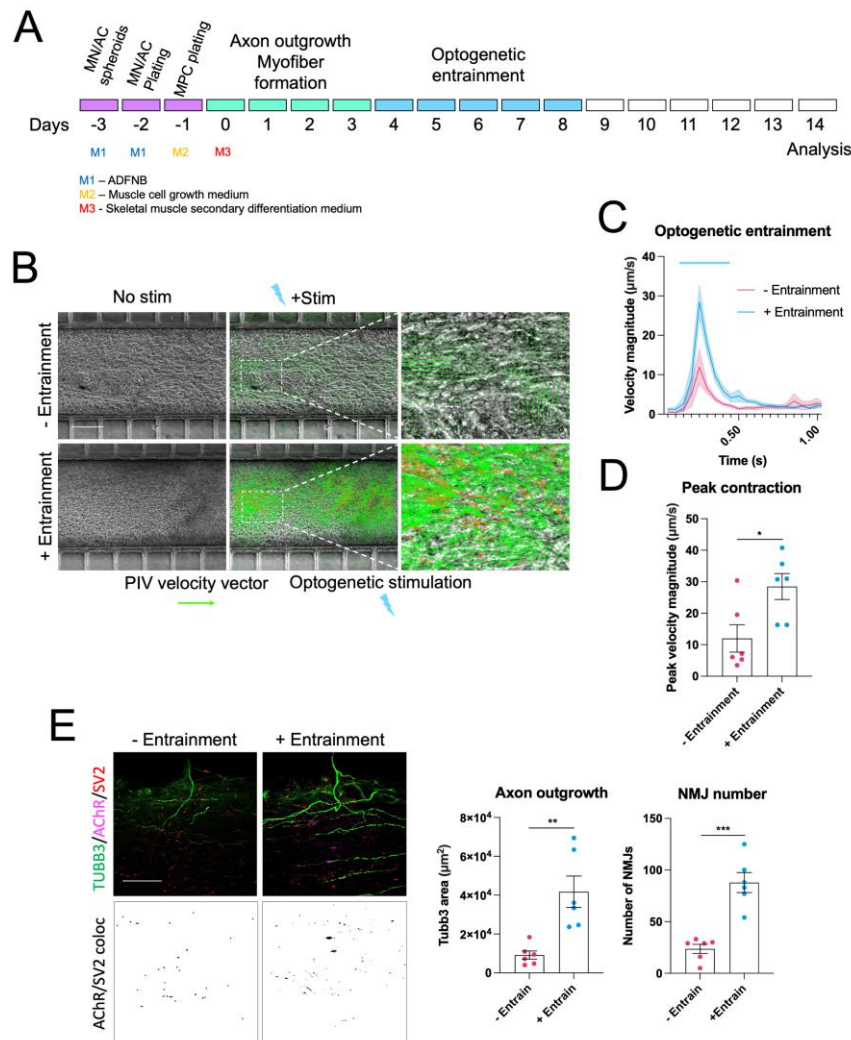 A
MN/AC spheroids
MN/AC Plating
MPC plating
Axon outgrowth
Myofiber
formation
Optogenetic
entrainment
Days -3 -2 -1 0 1 2 3 4 5 6 7 8 9 10 11 12 13 14
M1 M1 M2 M3
Analysis
M1 – ADFNB
M2 – Muscle cell growth medium
M3 - Skeletal muscle secondary differentiation medium
B
No stim
+Stim
- Entrainment
+ Entrainment
PIV velocity vector
Optogenetic stimulation
C
Optogenetic entrainment
Velocity magnitude (µm/s)
40
30
20
10
0
- Entrainment
+ Entrainment
0.50 1.00
Time (s)
D
Peak contraction
Peak velocity magnitude (µm/s)
50
40
30
20
10
0
*
- Entrainment
+ Entrainment
E
- Entrainment
+ Entrainment
TUBB3/AChR/SV2
AChR/SV2 coloc
Axon outgrowth
Tubb3 area (µm²)
8×10⁴
6×10⁴
4×10⁴
2×10⁴
0
**
- Entrain
+ Entrain
NMJ number
Number of NMJs
150
100
50
0
***
- Entrain
+Entrain